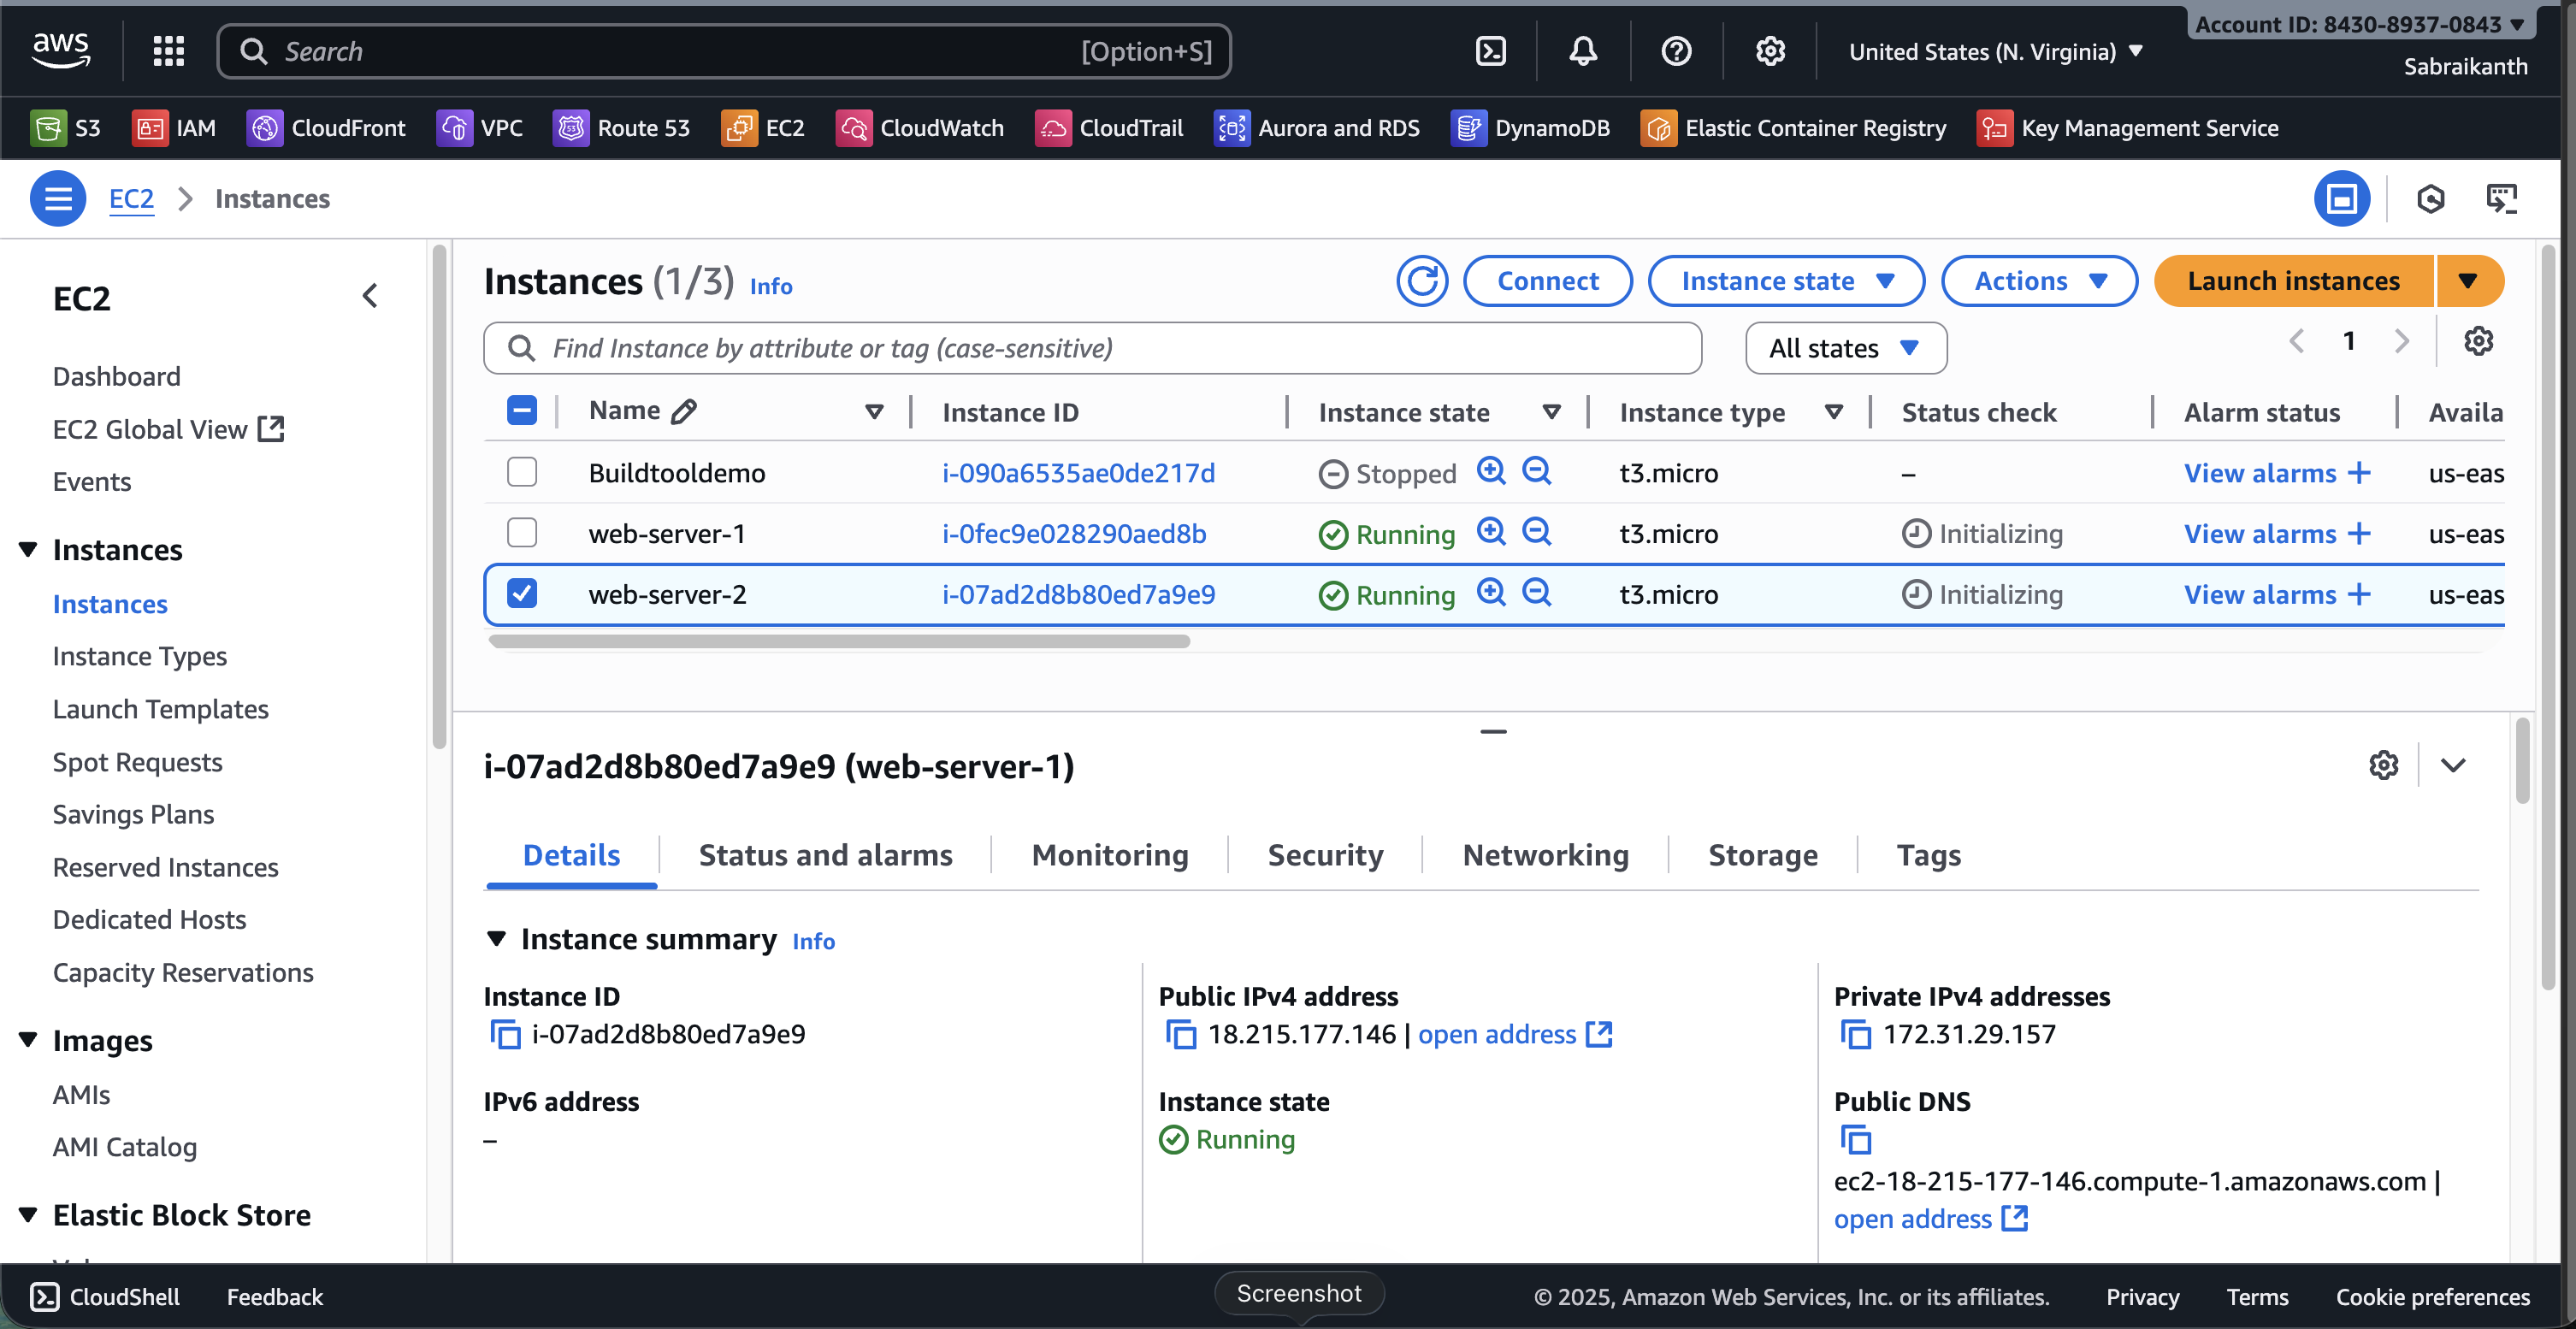 Account ID: 8430-8937-0843
aws Search [Option+S] United States (N. Virginia)
Sabraikanth
S3 IAM CloudFront VPC Route 53 EC2 CloudWatch CloudTrail Aurora and RDS DynamoDB Elastic Container Registry Key Management Service
EC2 Instances
EC2
Dashboard
EC2 Global View
Events
Instances
Instances
Instance Types
Launch Templates
Spot Requests
Savings Plans
Reserved Instances
Dedicated Hosts
Capacity Reservations
Images
AMIs
AMI Catalog
Elastic Block Store
Instances (1/3) Info Connect Instance state Actions Launch instances
Find Instance by attribute or tag (case-sensitive) All states 1
Name Instance ID Instance state Instance type Status check Alarm status Availa
Buildtooldemo i-090a6535ae0de217d Stopped t3.micro – View alarms + us-eas
web-server-1 i-0fec9e028290aed8b Running t3.micro Initializing View alarms + us-eas
web-server-2 i-07ad2d8b80ed7a9e9 Running t3.micro Initializing View alarms + us-eas
i-07ad2d8b80ed7a9e9 (web-server-1)
Details Status and alarms Monitoring Security Networking Storage Tags
Instance summary Info
Instance ID
i-07ad2d8b80ed7a9e9
IPv6 address
–
Public IPv4 address
18.215.177.146 | open address
Instance state
Running
Private IPv4 addresses
172.31.29.157
Public DNS
ec2-18-215-177-146.compute-1.amazonaws.com |
open address
CloudShell Feedback Screenshot © 2025, Amazon Web Services, Inc. or its affiliates. Privacy Terms Cookie preferences